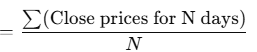 = ∑(Close prices for N days)
N